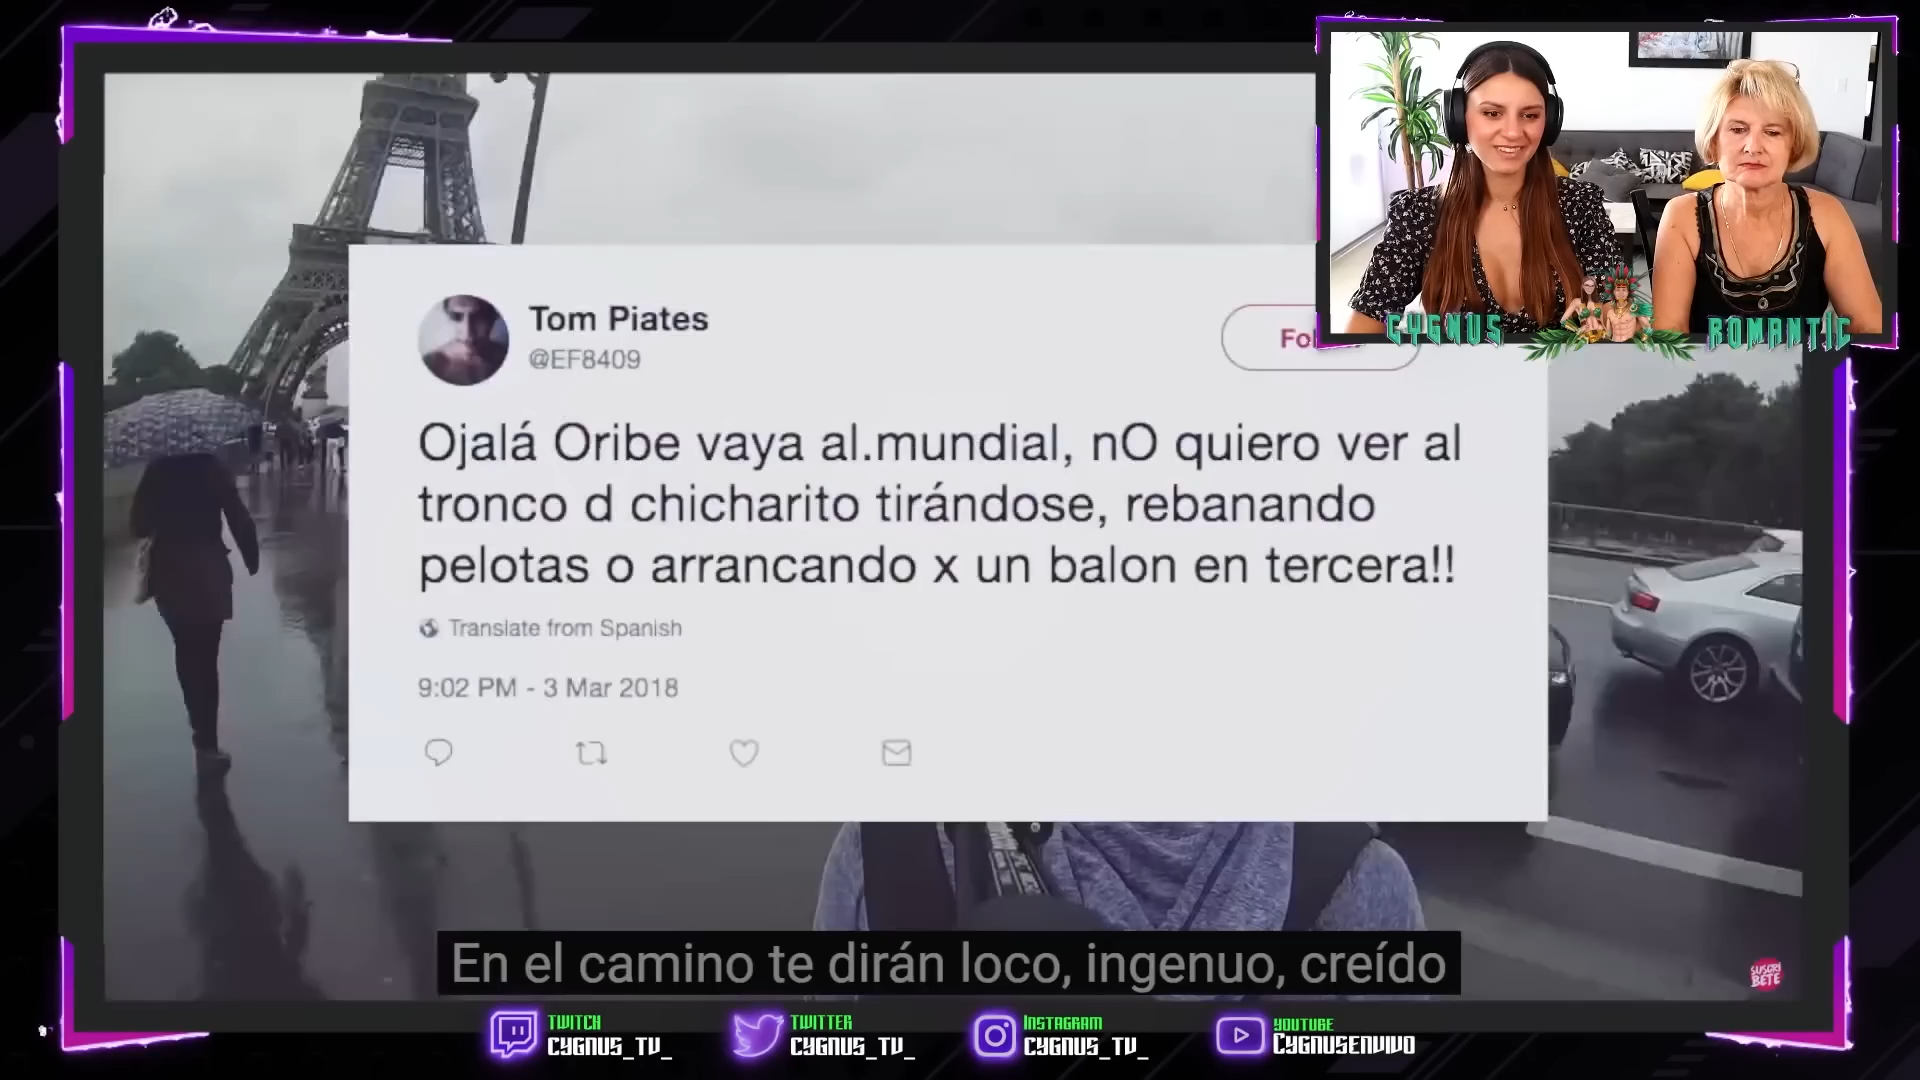 Tom Piates
@EF8409
Ojalá Oribe vaya al.mundial, nO quiero ver al
tronco d chicharito tirándose, rebanando
pelotas o arrancando x un balon en tercera!!
Translate from Spanish
9:02 PM - 3 Mar 2018
CYGNUS
ROMANTIC
En el camino te dirán loco, ingenuo, creído
SUSCRI
BETE
TWITCH
CYGNUS_TV_
TWITTER
CYGNUS_TV_
INSTAGRAM
CYGNUS_TV_
YOUTUBE
CYGNUSENVIVO